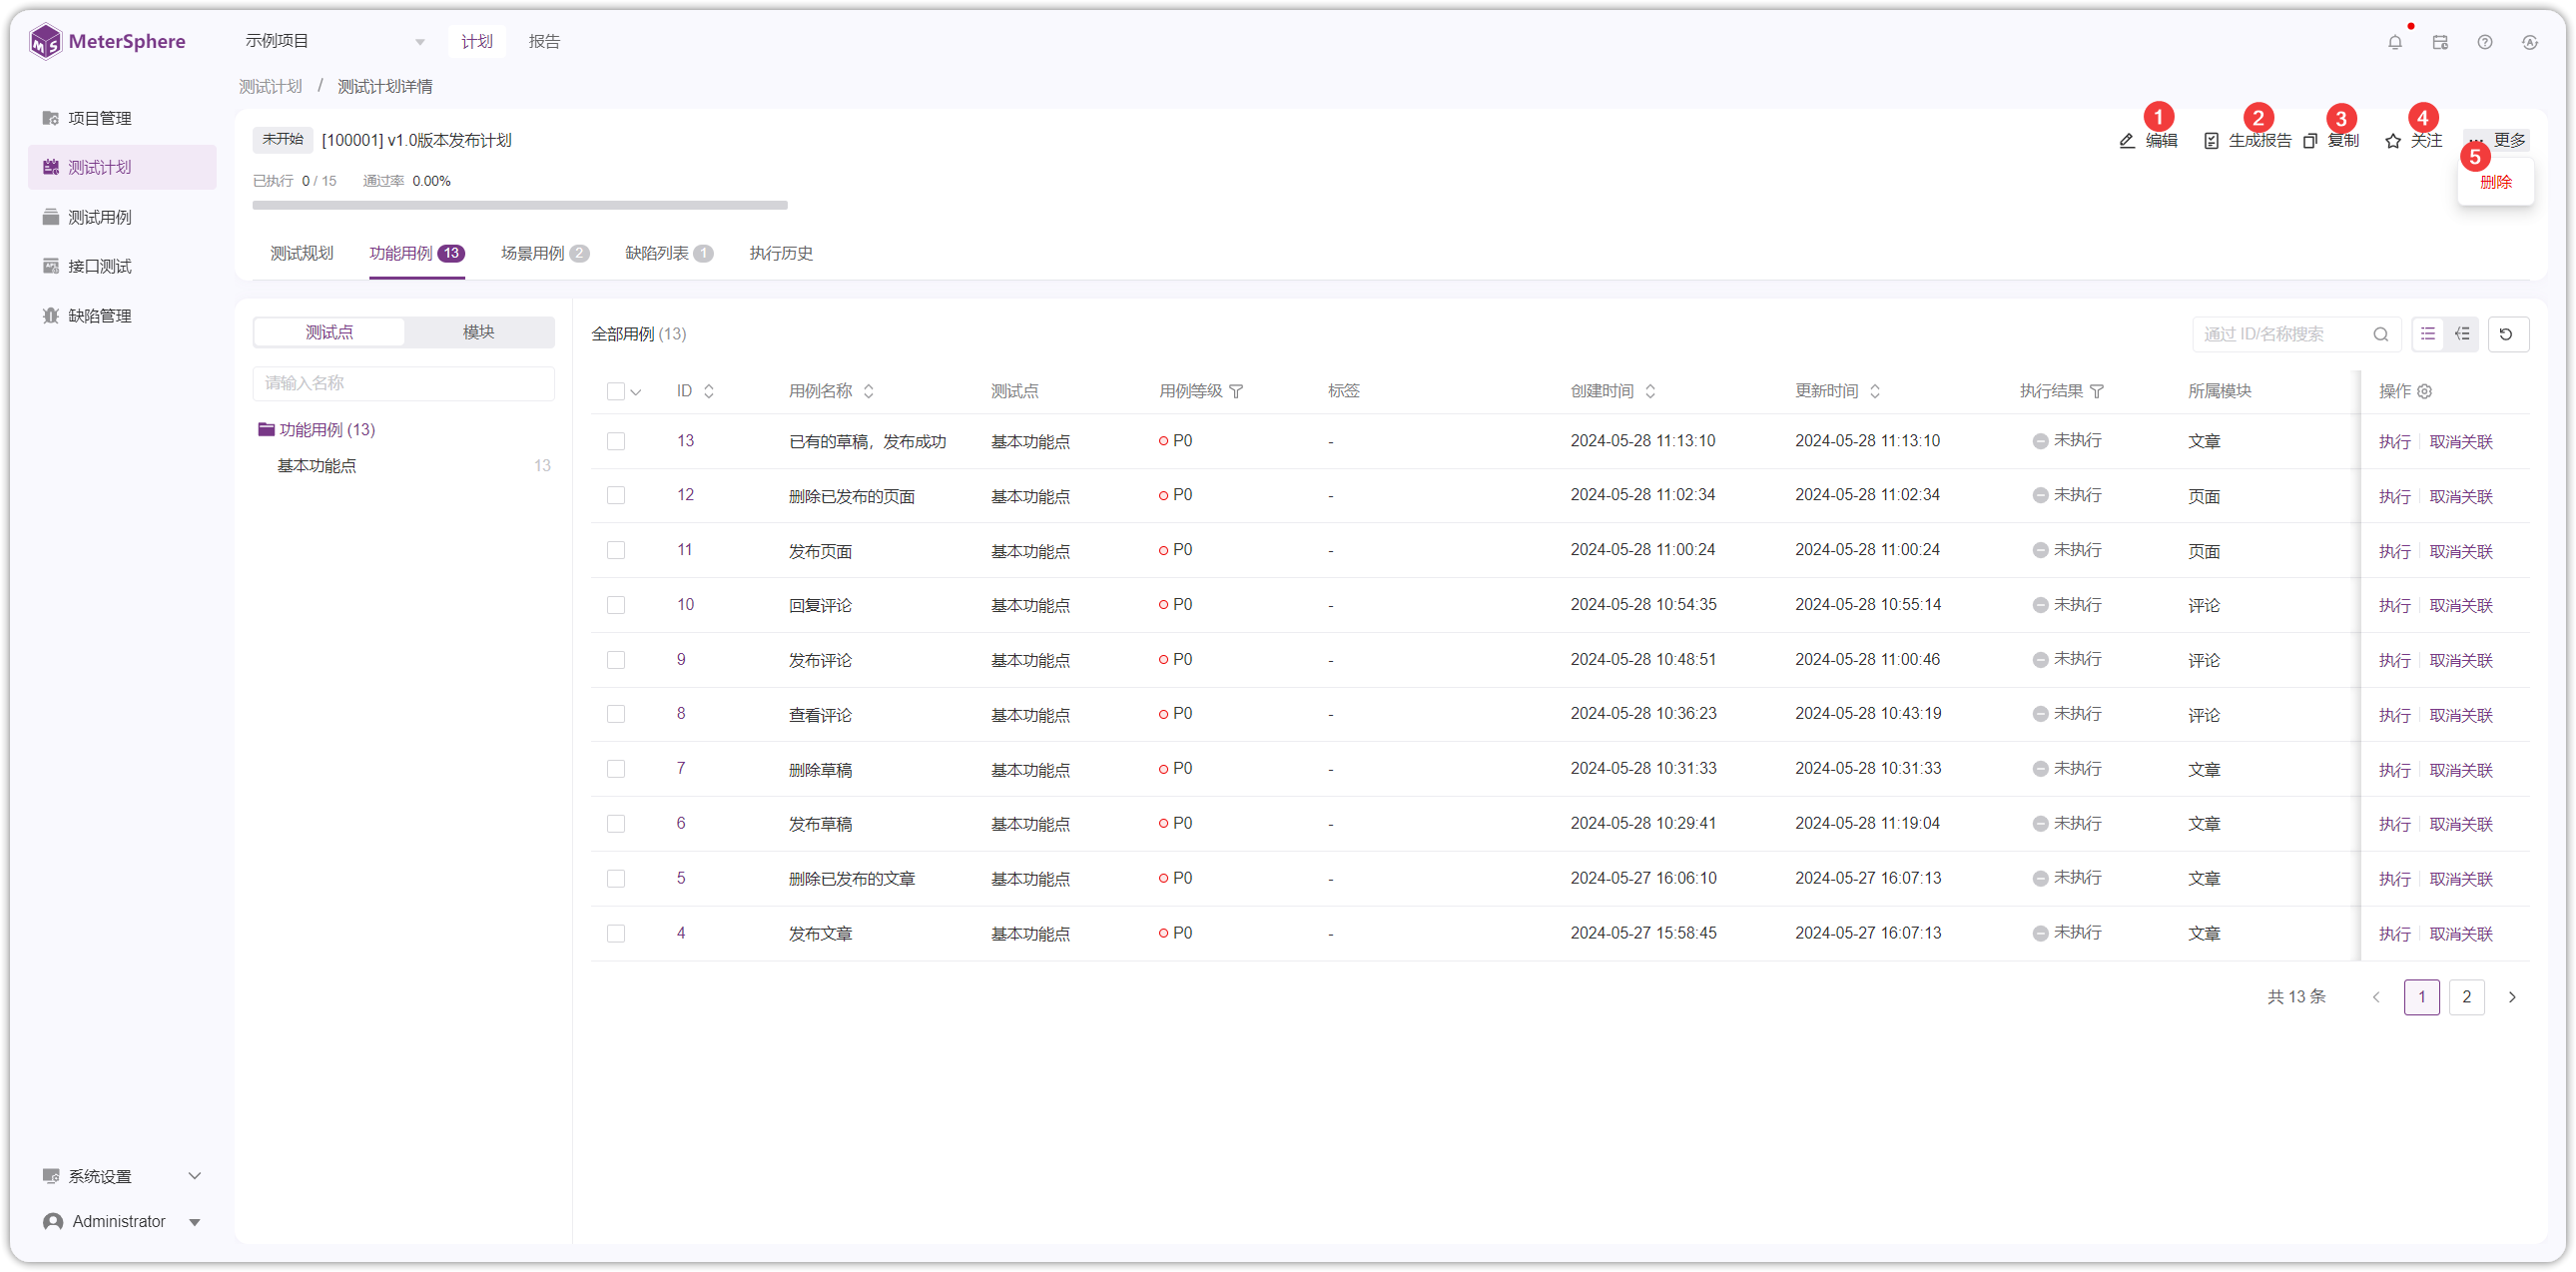 MeterSphere
示例项目 计划 报告
测试计划 / 测试计划详情
项目管理
测试计划
测试用例
接口测试
缺陷管理
系统设置
Administrator
未开始 [100001] v1.0版本发布计划
1 2 3 4
编辑 生成报告 复制 关注 更多
5
删除
已执行 0 / 15 通过率 0.00%
测试规划 功能用例 13 场景用例 2 缺陷列表 1 执行历史
测试点 模块
请输入名称
功能用例 (13)
基本功能点 13
全部用例 (13) 通过 ID/名称搜索
ID 用例名称 测试点 用例等级 标签 创建时间 更新时间 执行结果 所属模块 操作
13 已有的草稿，发布成功 基本功能点 P0 - 2024-05-28 11:13:10 2024-05-28 11:13:10 未执行 文章 执行 取消关联
12 删除已发布的页面 基本功能点 P0 - 2024-05-28 11:02:34 2024-05-28 11:02:34 未执行 页面 执行 取消关联
11 发布页面 基本功能点 P0 - 2024-05-28 11:00:24 2024-05-28 11:00:24 未执行 页面 执行 取消关联
10 回复评论 基本功能点 P0 - 2024-05-28 10:54:35 2024-05-28 10:55:14 未执行 评论 执行 取消关联
9 发布评论 基本功能点 P0 - 2024-05-28 10:48:51 2024-05-28 11:00:46 未执行 评论 执行 取消关联
8 查看评论 基本功能点 P0 - 2024-05-28 10:36:23 2024-05-28 10:43:19 未执行 评论 执行 取消关联
7 删除草稿 基本功能点 P0 - 2024-05-28 10:31:33 2024-05-28 10:31:33 未执行 文章 执行 取消关联
6 发布草稿 基本功能点 P0 - 2024-05-28 10:29:41 2024-05-28 11:19:04 未执行 文章 执行 取消关联
5 删除已发布的文章 基本功能点 P0 - 2024-05-27 16:06:10 2024-05-27 16:07:13 未执行 文章 执行 取消关联
4 发布文章 基本功能点 P0 - 2024-05-27 15:58:45 2024-05-27 16:07:13 未执行 文章 执行 取消关联
共 13 条 1 2